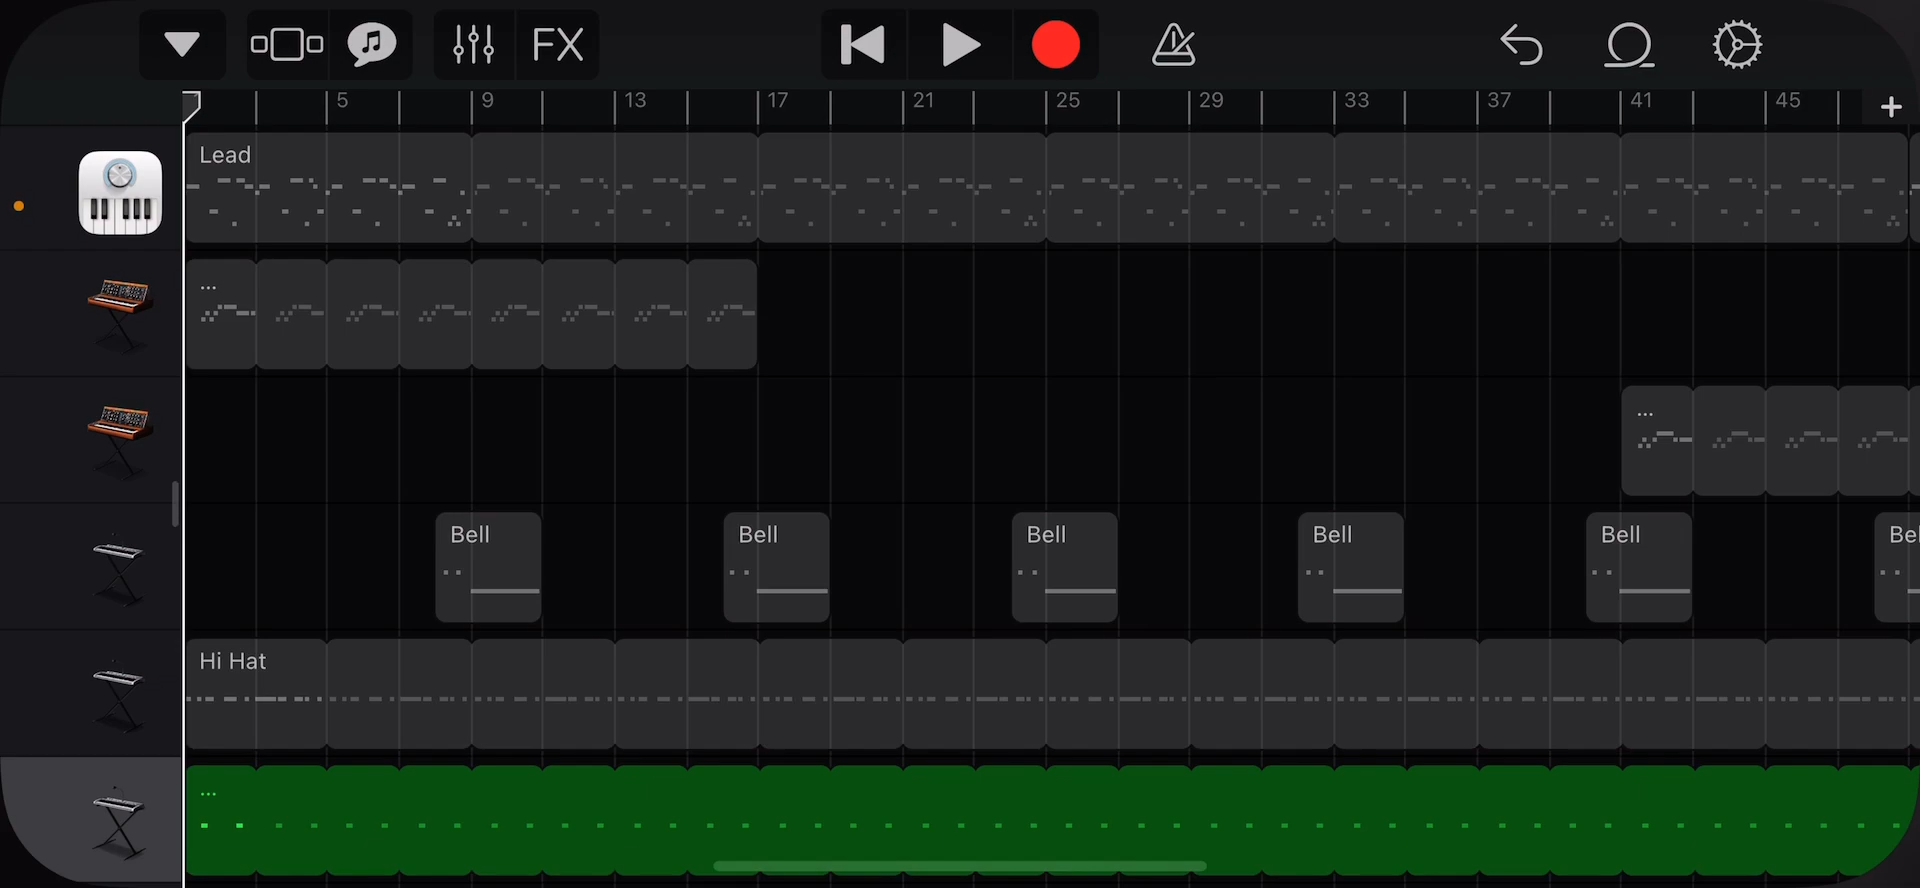 FX
5 9 13 17 21 25 29 33 37 41 45
Lead
...
...
Bell Bell Bell Bell Bell Bel
Hi Hat
...